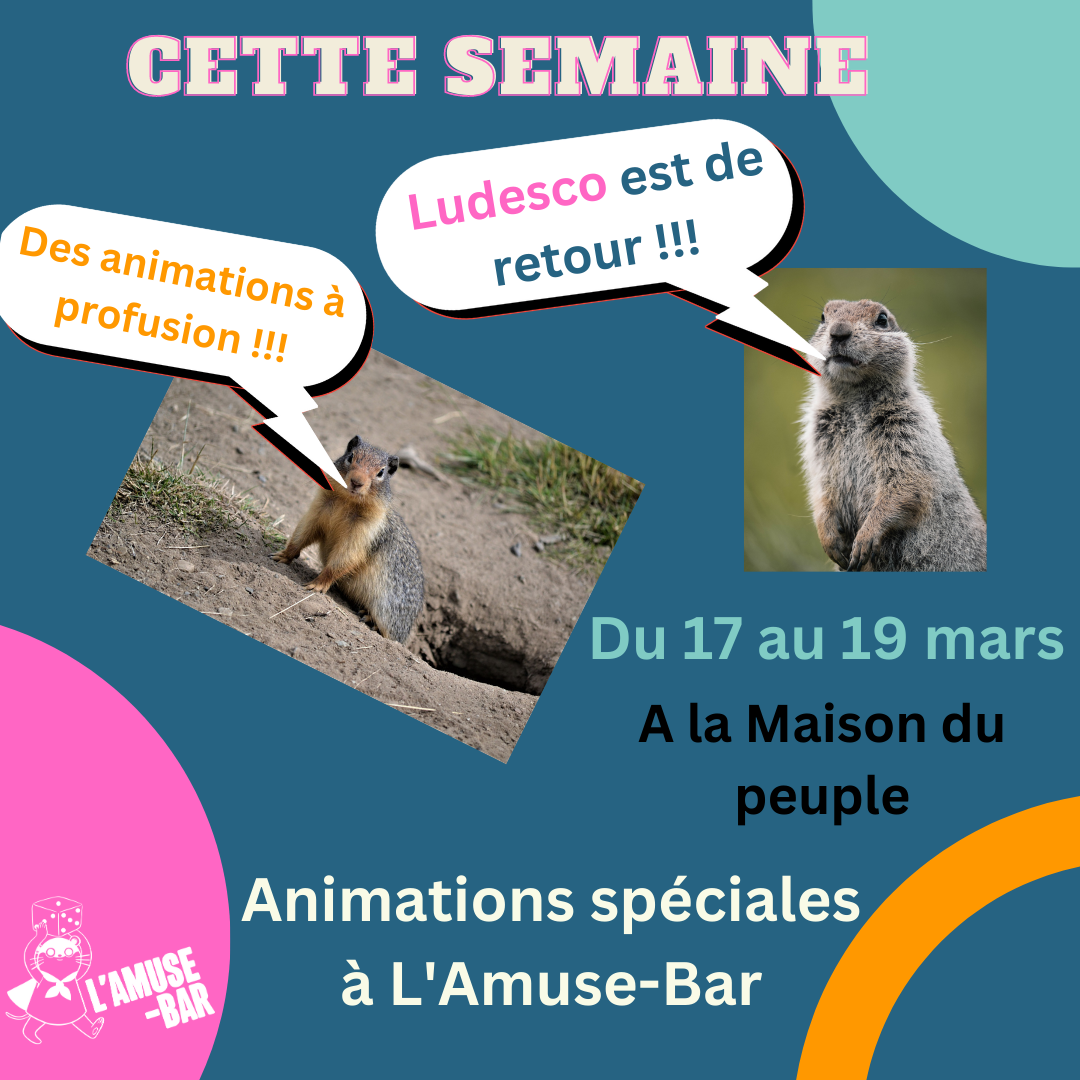 CETTE SEMAINE
Ludesco est de
retour !!!
Des animations à
profusion !!!
Du 17 au 19 mars
A la Maison du
peuple
Animations spéciales
à L'Amuse-Bar
L'AMUSE
-BAR